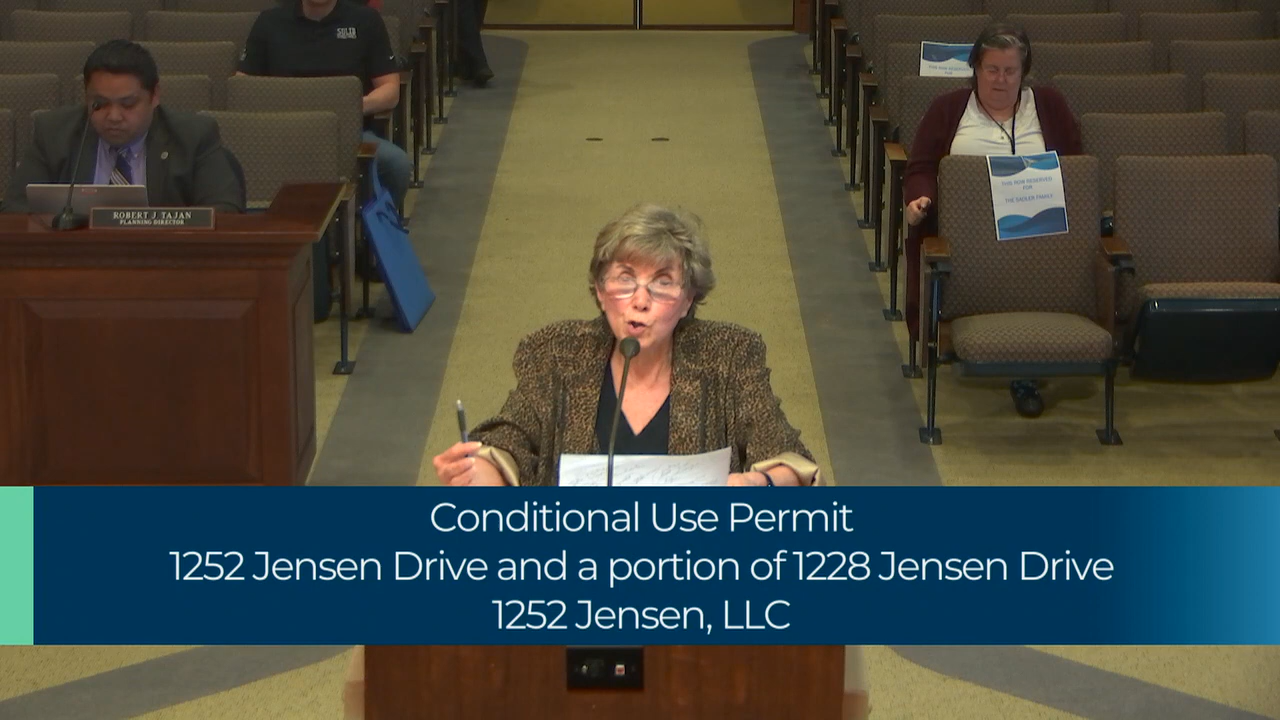 ROBERT J TAJAN
PLANNING DIRECTOR
THIS ROW RESERVED
FOR
THE SADLER FAMILY
Conditional Use Permit
1252 Jensen Drive and a portion of 1228 Jensen Drive
1252 Jensen, LLC